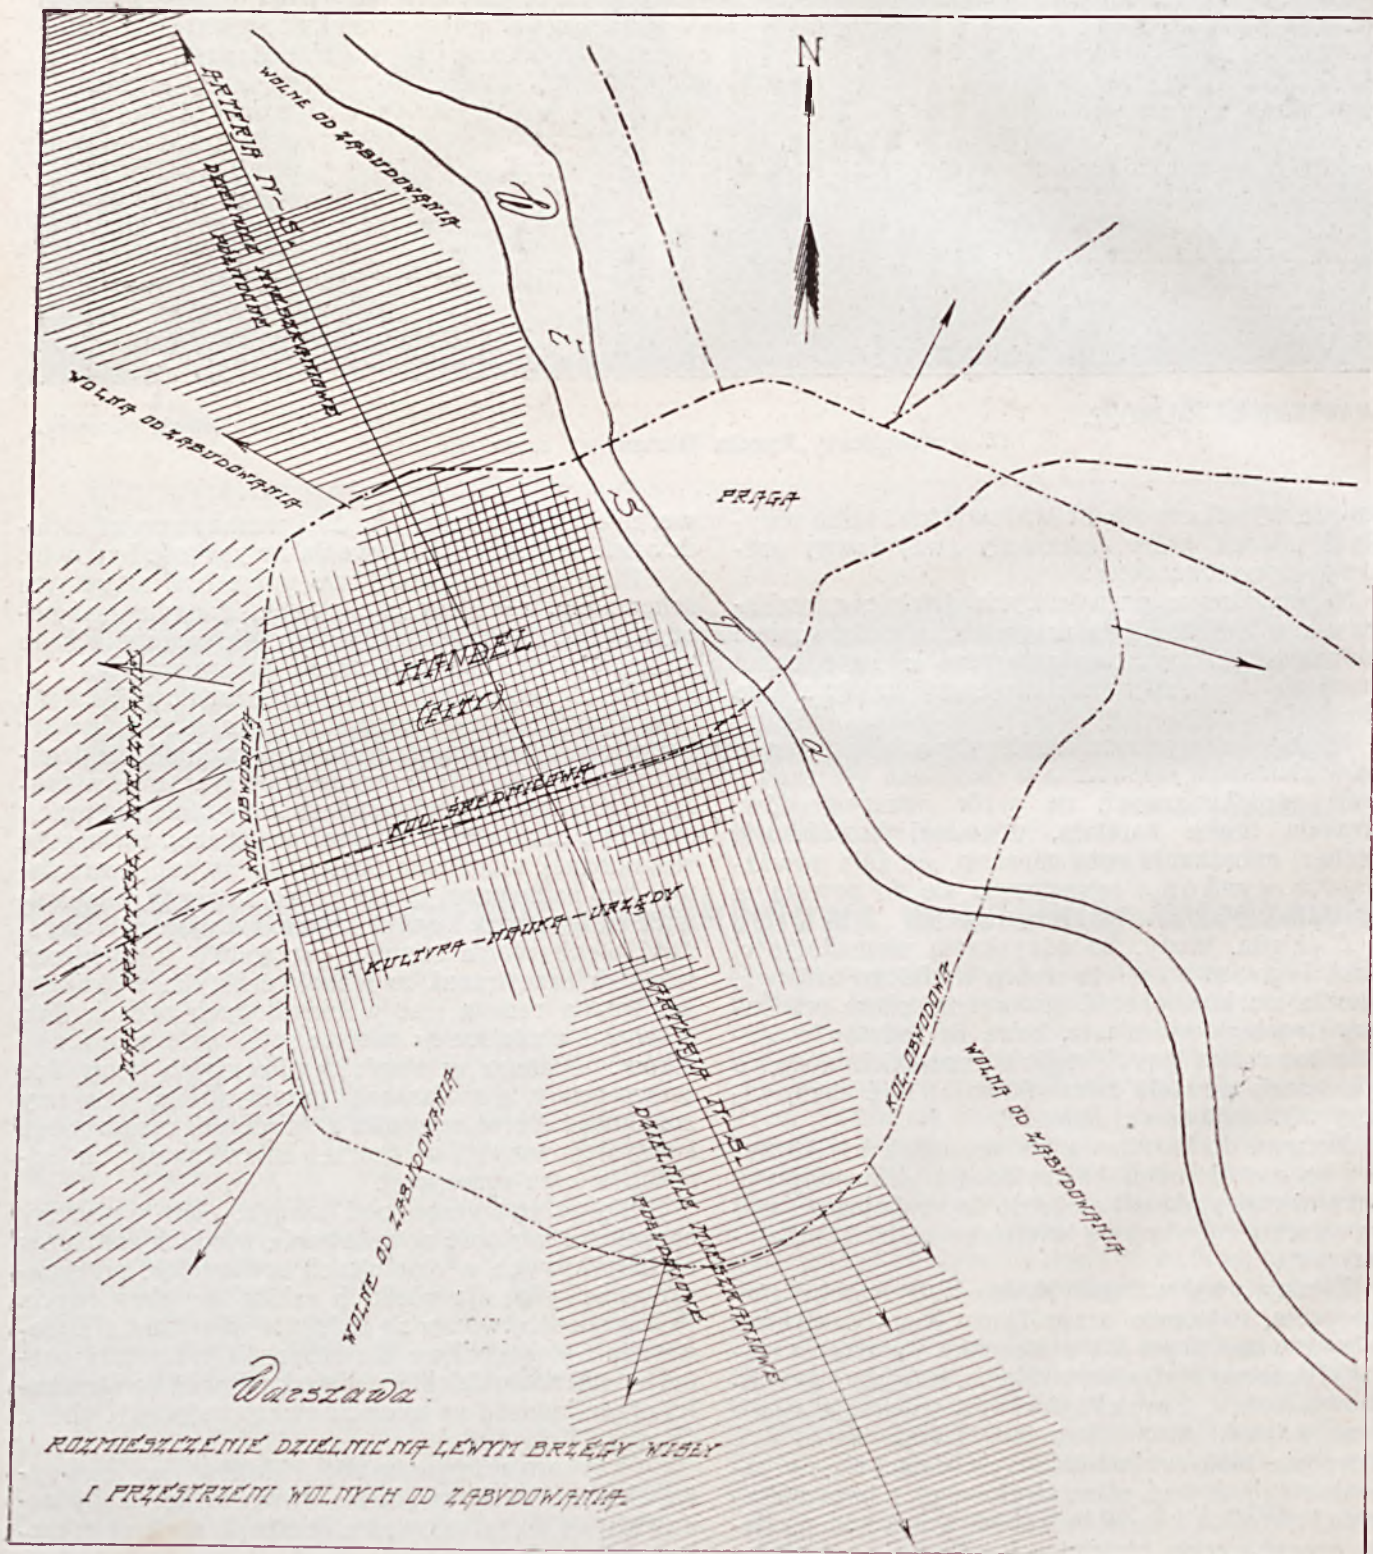 N
ARTERJA N-S.
WOLNE OD ZABUDOWANIA
DZIELNICE MIESZKANIOWE
PÓŁNOCNE
Wisła
WOLNA OD ZABUDOWANIA
PRAGA
HANDEL
(CITY)
MAŁY PRZEMYSŁ I MIESZKANIA
KOL. OBWODOWA
KOL. ŚREDNICOWA
KULTURA - NAUKA - URZĘDY
ARTERJA N-S.
KOL. OBWODOWA
WOLNA OD ZABUDOWANIA
DZIELNICE MIESZKANIOWE
POŁUDNIOWE
WOLNE OD ZABUDOWANIA
Warszawa.
ROZMIESZCZENIE DZIELNIC NA LEWYM BRZEGU WISŁY
I PRZESTRZENI WOLNYCH OD ZABUDOWANIA.